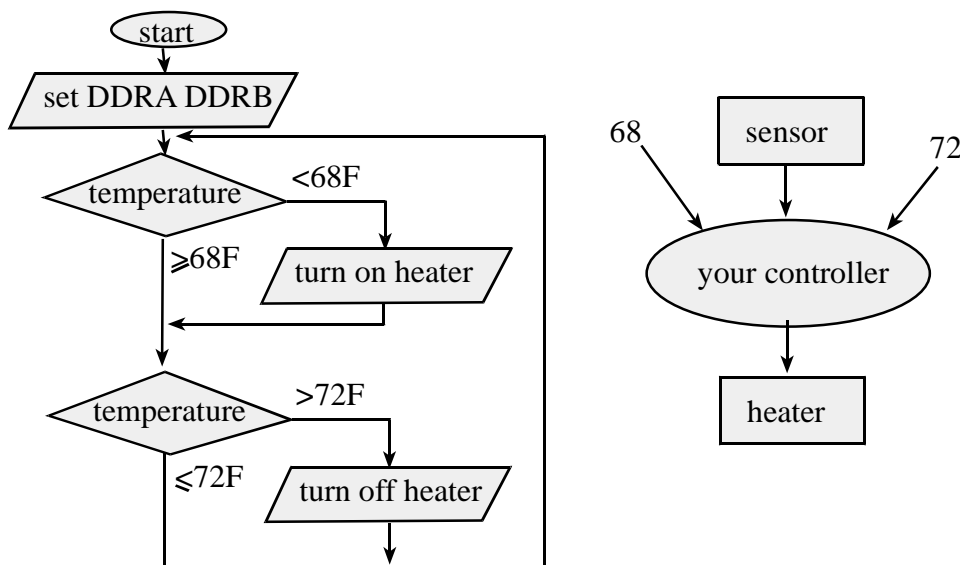 start
set DDRA DDRB
temperature
<68F
⩾68F
turn on heater
temperature
>72F
⩽72F
turn off heater
68
sensor
72
your controller
heater